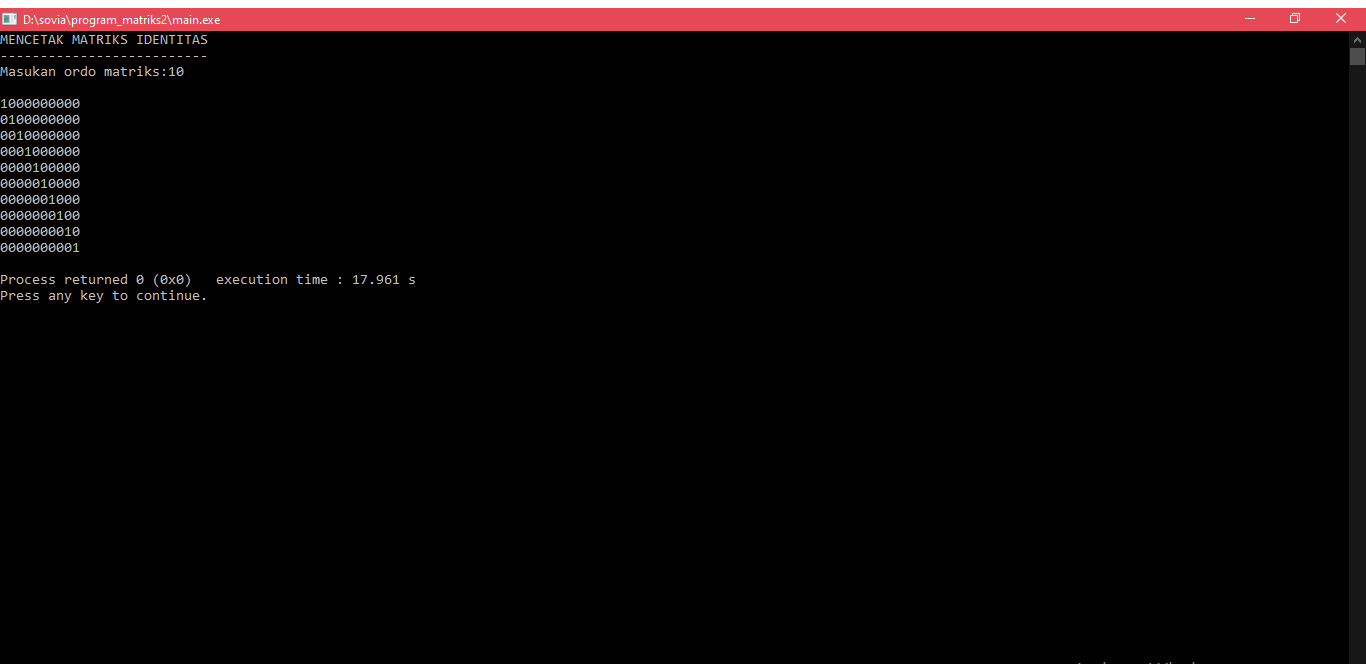 D:\sovia\program_matriks2\main.exe
MENCETAK MATRIKS IDENTITAS
--------------------------
Masukan ordo matriks:10
1000000000
0100000000
0010000000
0001000000
0000100000
0000010000
0000001000
0000000100
0000000010
0000000001
Process returned 0 (0x0)   execution time : 17.961 s
Press any key to continue.